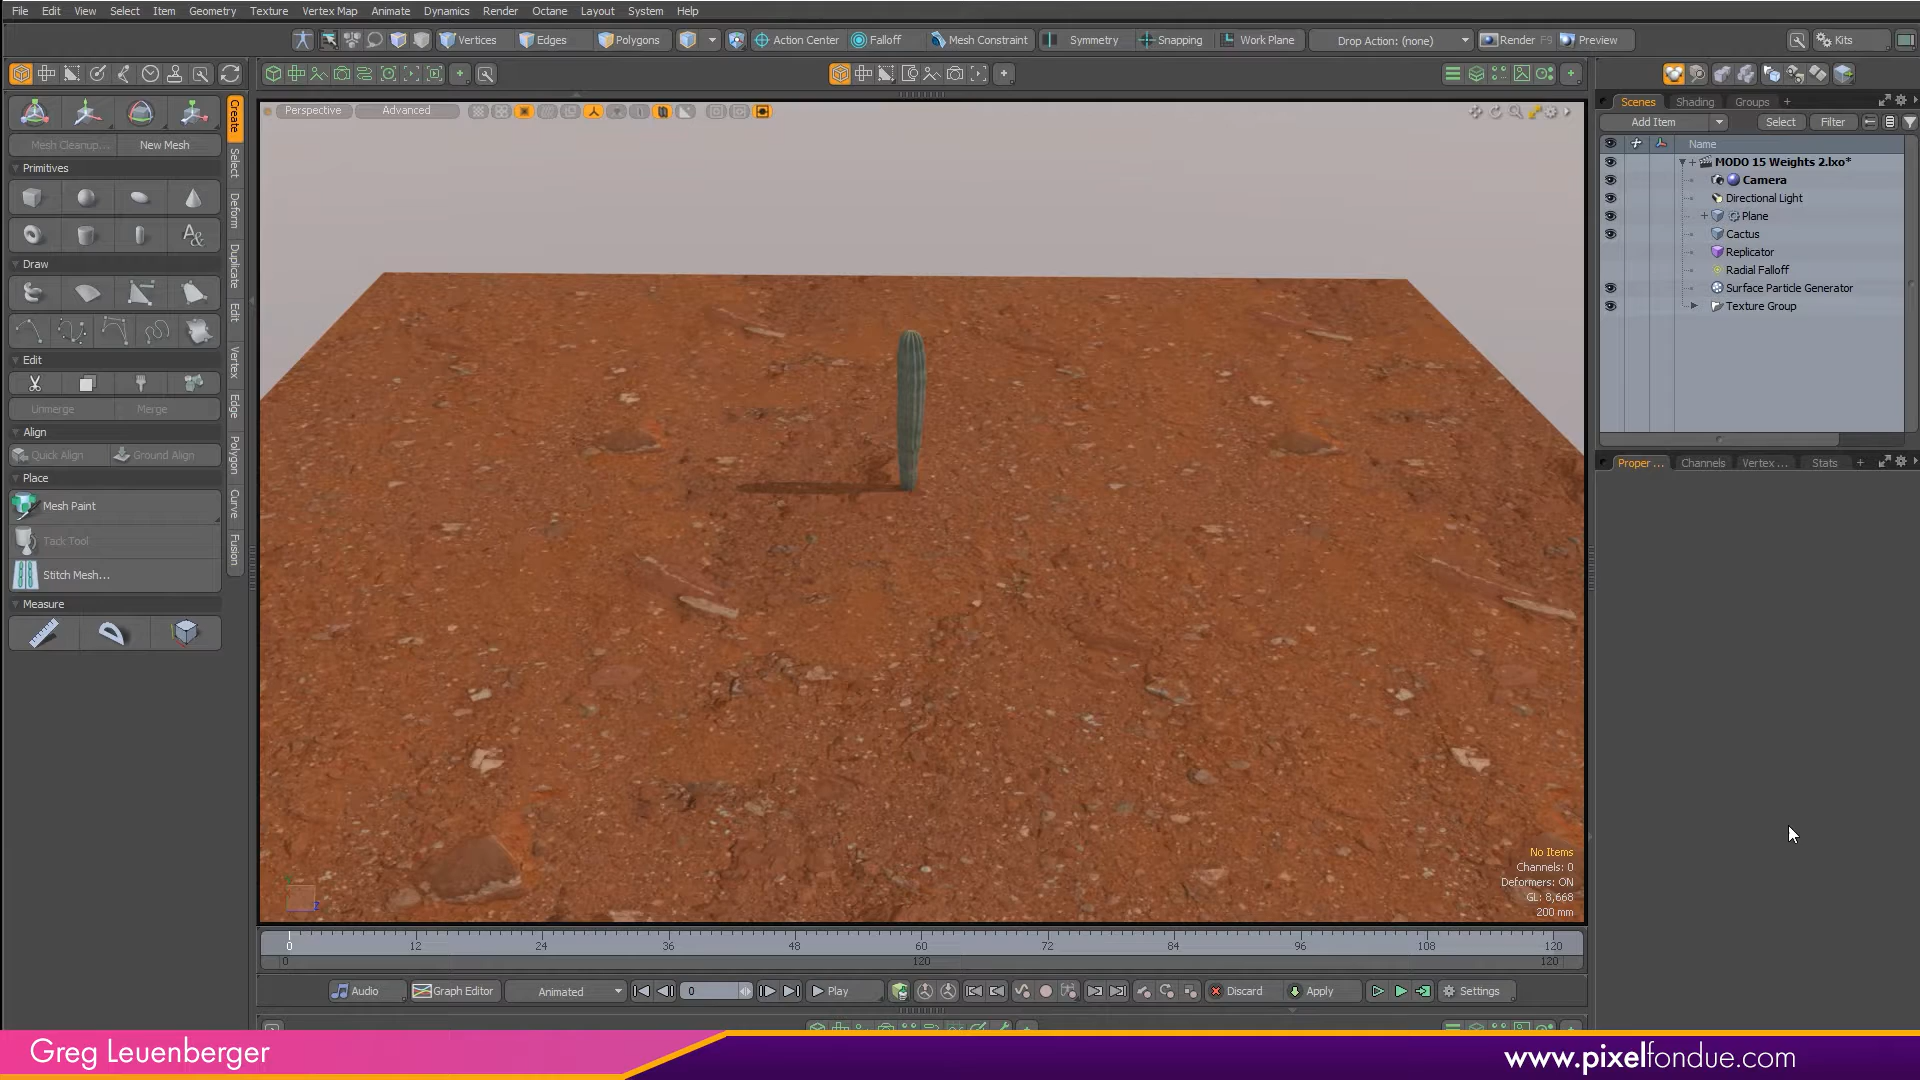 File Edit View Select Item Geometry Texture Vertex Map Animate Dynamics Render Octane Layout System Help
Vertices Edges Polygons Action Center Falloff Mesh Constraint Symmetry Snapping Work Plane Drop Action: (none) Render F9 Preview Kits
Perspective Advanced
Mesh Cleanup... New Mesh
Primitives
Draw
Edit
Unmerge Merge
Align
Quick Align Ground Align
Place
Mesh Paint
Tack Tool
Stitch Mesh...
Measure
Create
Select
Deform
Duplicate
Edit
Vertex
Edge
Polygon
Curve
Fusion
Scenes Shading Groups +
Add Item Select Filter
Name
MODO 15 Weights 2.lxo*
Camera
Directional Light
Plane
Cactus
Replicator
Radial Falloff
Surface Particle Generator
Texture Group
Proper ... Channels Vertex ... Stats +
No Items
Channels: 0
Deformers: ON
GL: 8,668
200 mm
0 12 24 36 48 60 72 84 96 108 120
0 120 120
Audio Graph Editor Animated 0 Play Discard Apply Settings
Greg Leuenberger
www.pixelfondue.com